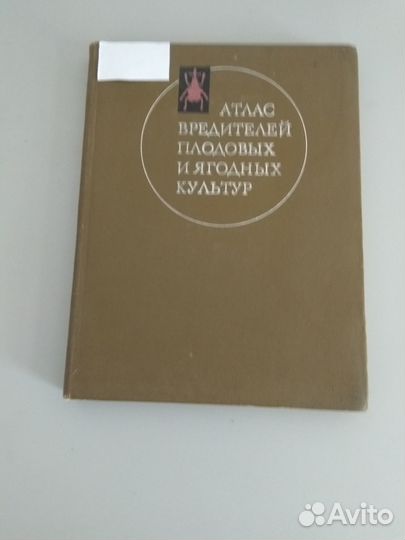 АТЛАС
ВРЕДИТЕЛЕЙ
ПЛОДОВЫХ
И ЯГОДНЫХ
КУЛЬТУР
Avito